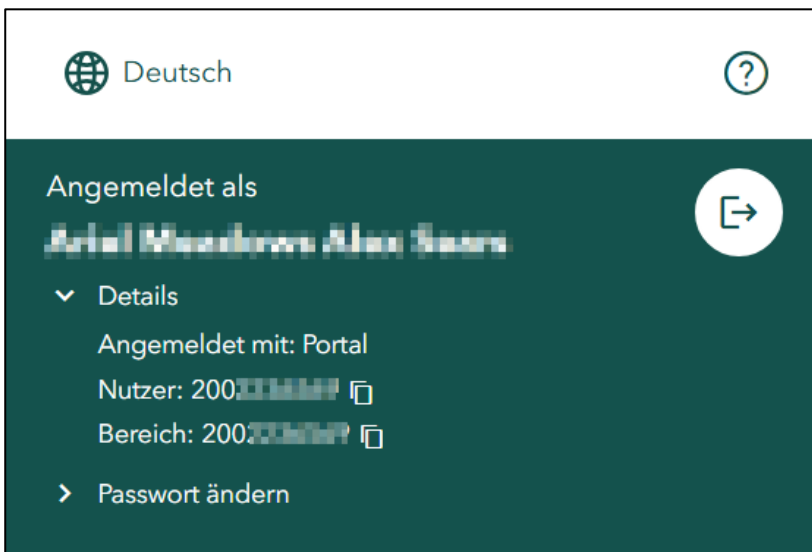 Deutsch
Angemeldet als
Details
Angemeldet mit: Portal
Nutzer: 200
Bereich: 200
Passwort ändern